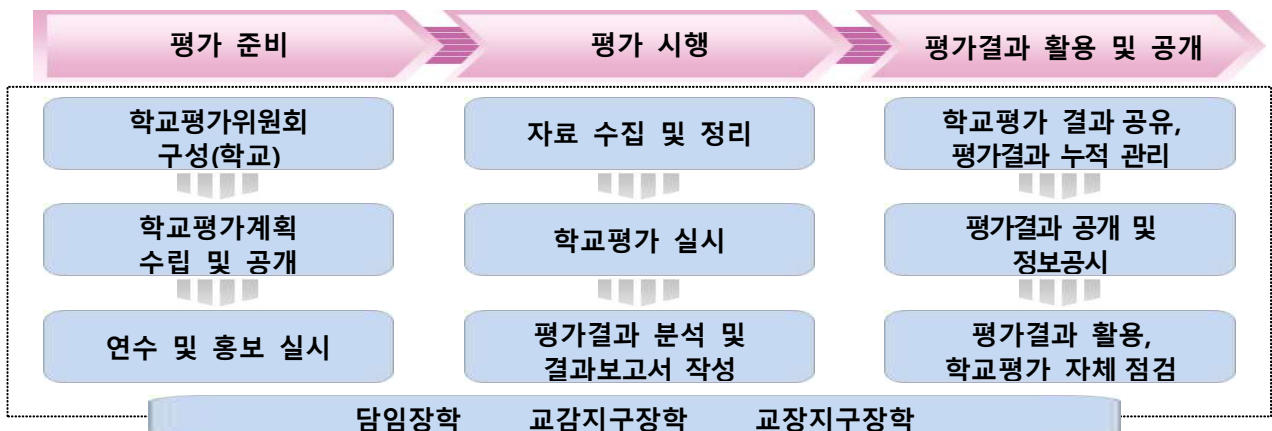 평가 준비
평가 시행
평가결과 활용 및 공개
학교평가위원회
구성(학교)
학교평가계획
수립 및 공개
연수 및 홍보 실시
자료 수집 및 정리
학교평가 실시
평가결과 분석 및
결과보고서 작성
학교평가 결과 공유,
평가결과 누적 관리
평가결과 공개 및
정보공시
평가결과 활용,
학교평가 자체 점검
담임장학 교감지구장학 교장지구장학